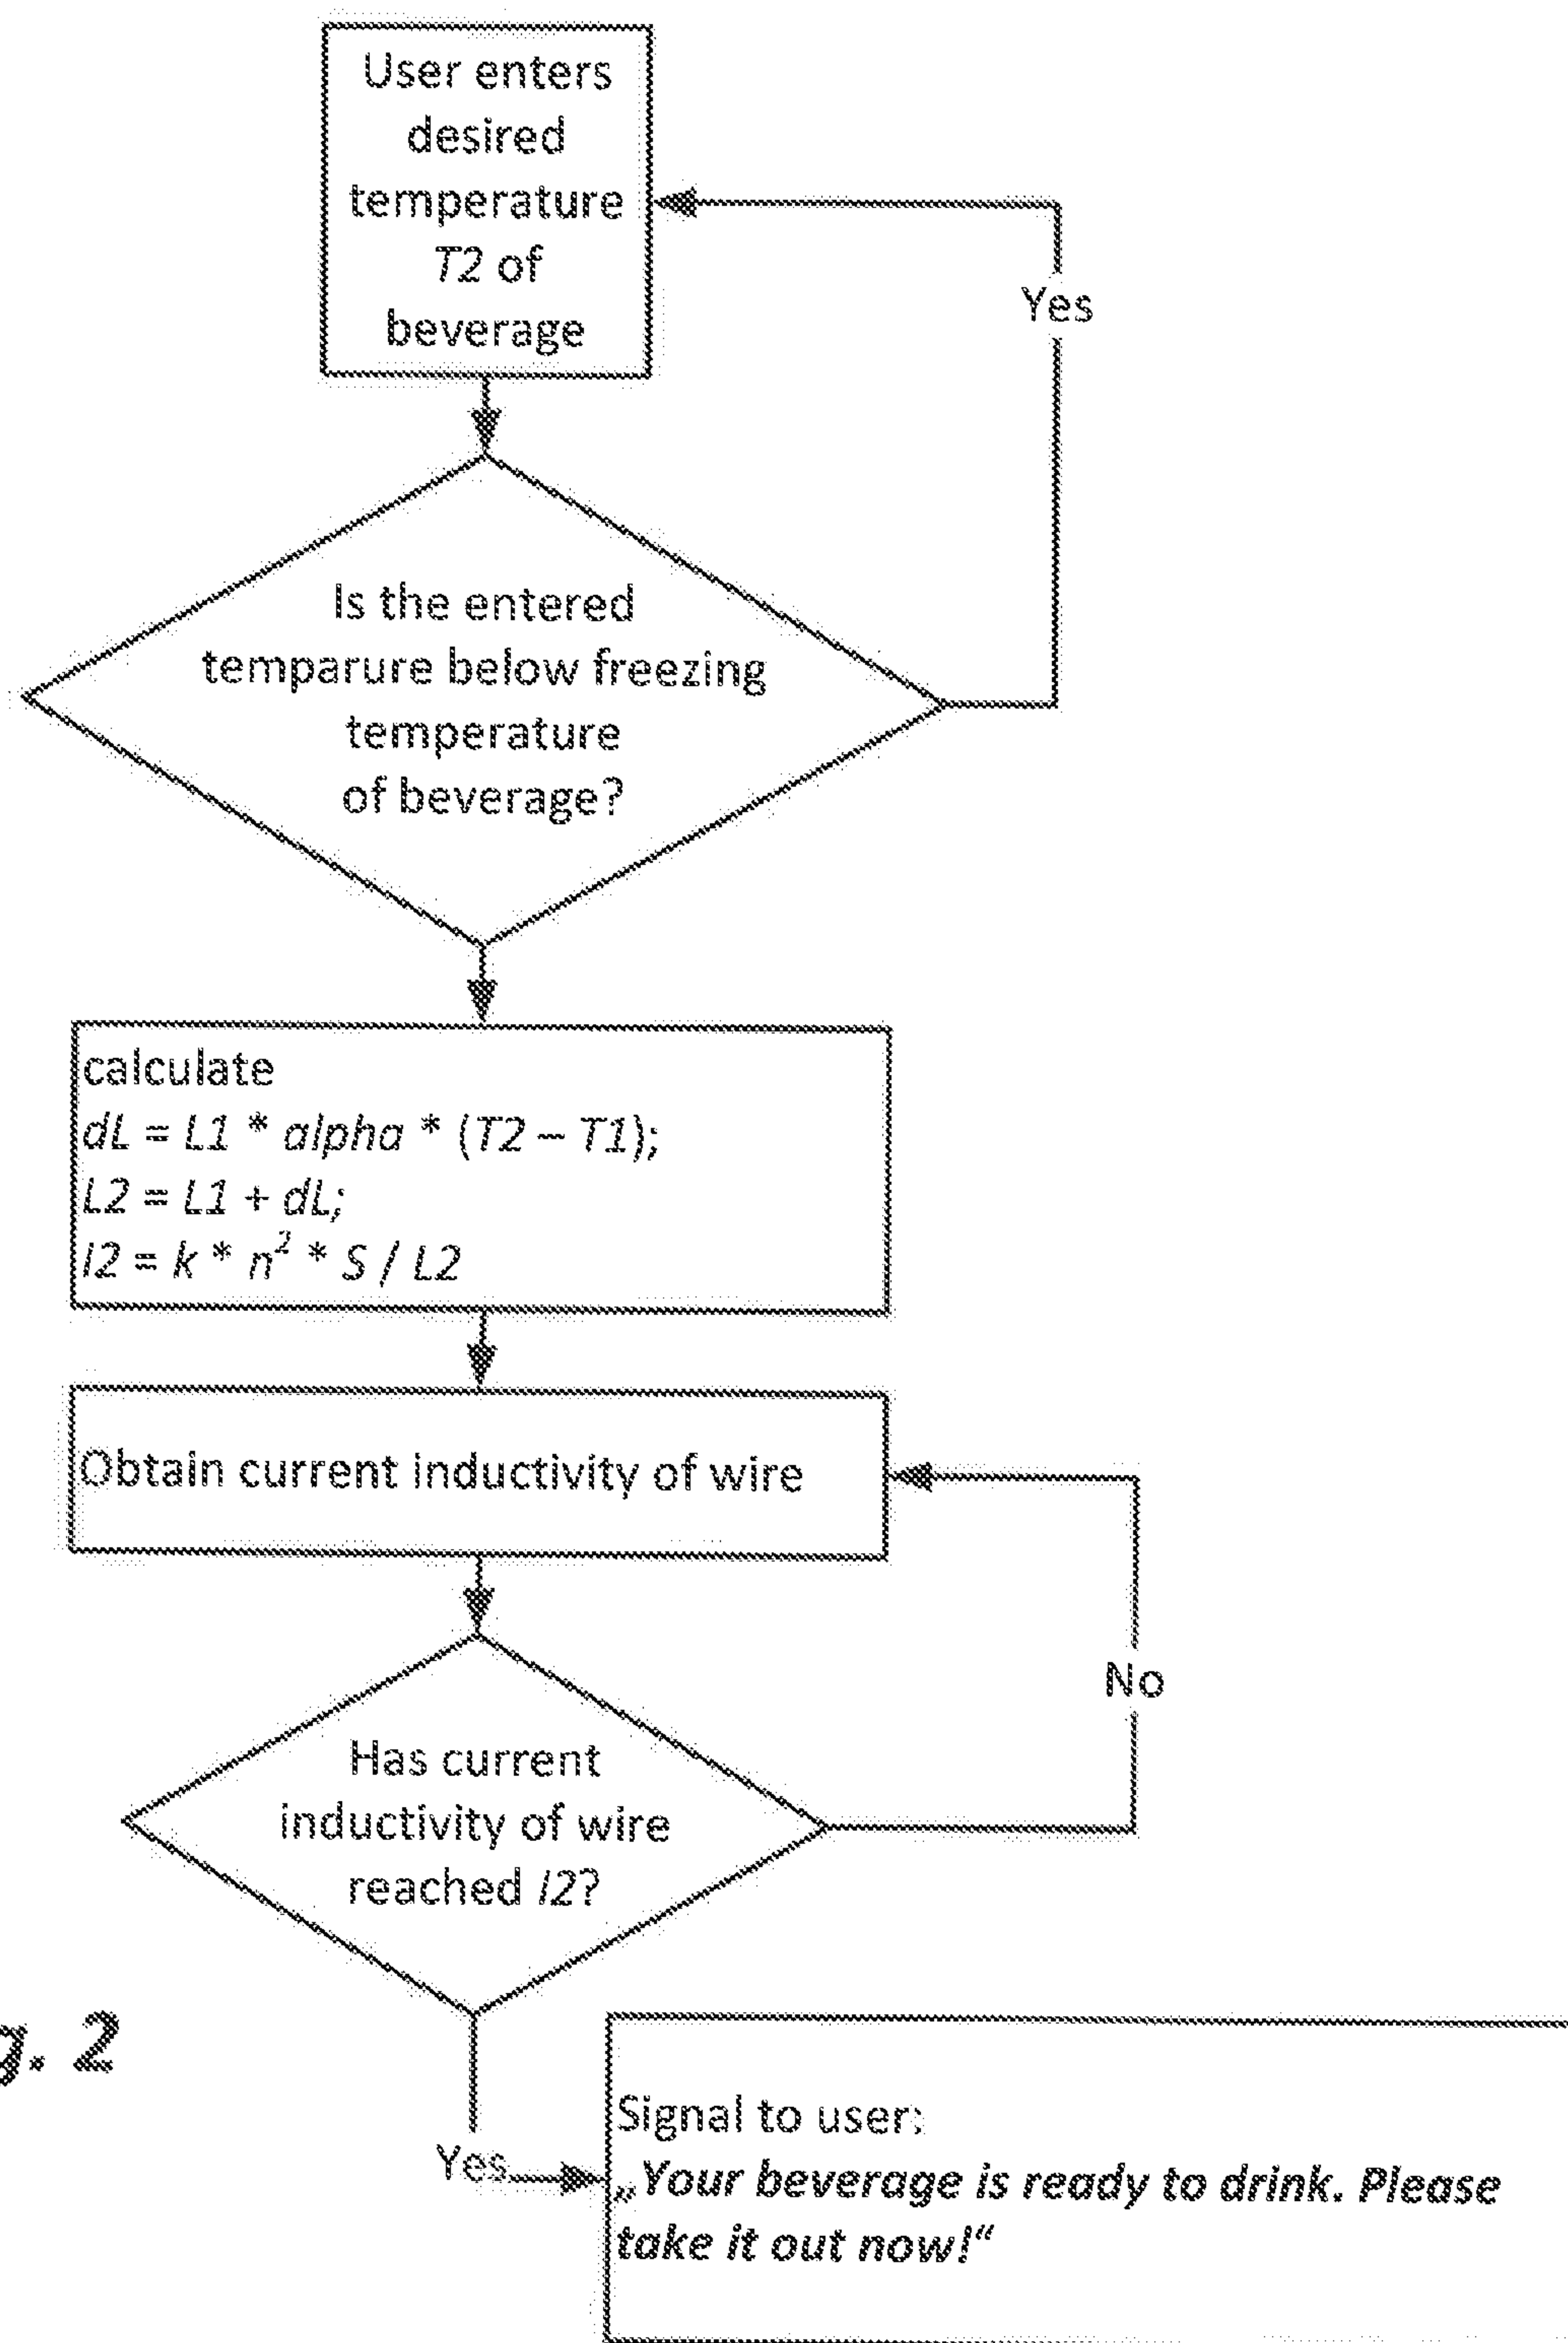 User enters
desired
temperature
T2 of
beverage
Yes
Is the entered
temparure below freezing
temperature
of beverage?
calculate
dL = L1 * alpha * (T2 – T1);
L2 = L1 + dL;
I2 = k * n² * S / L2
Obtain current inductivity of wire
No
Has current
inductivity of wire
reached I2?
g. 2
Yes
Signal to user:
„Your beverage is ready to drink. Please
take it out now!“